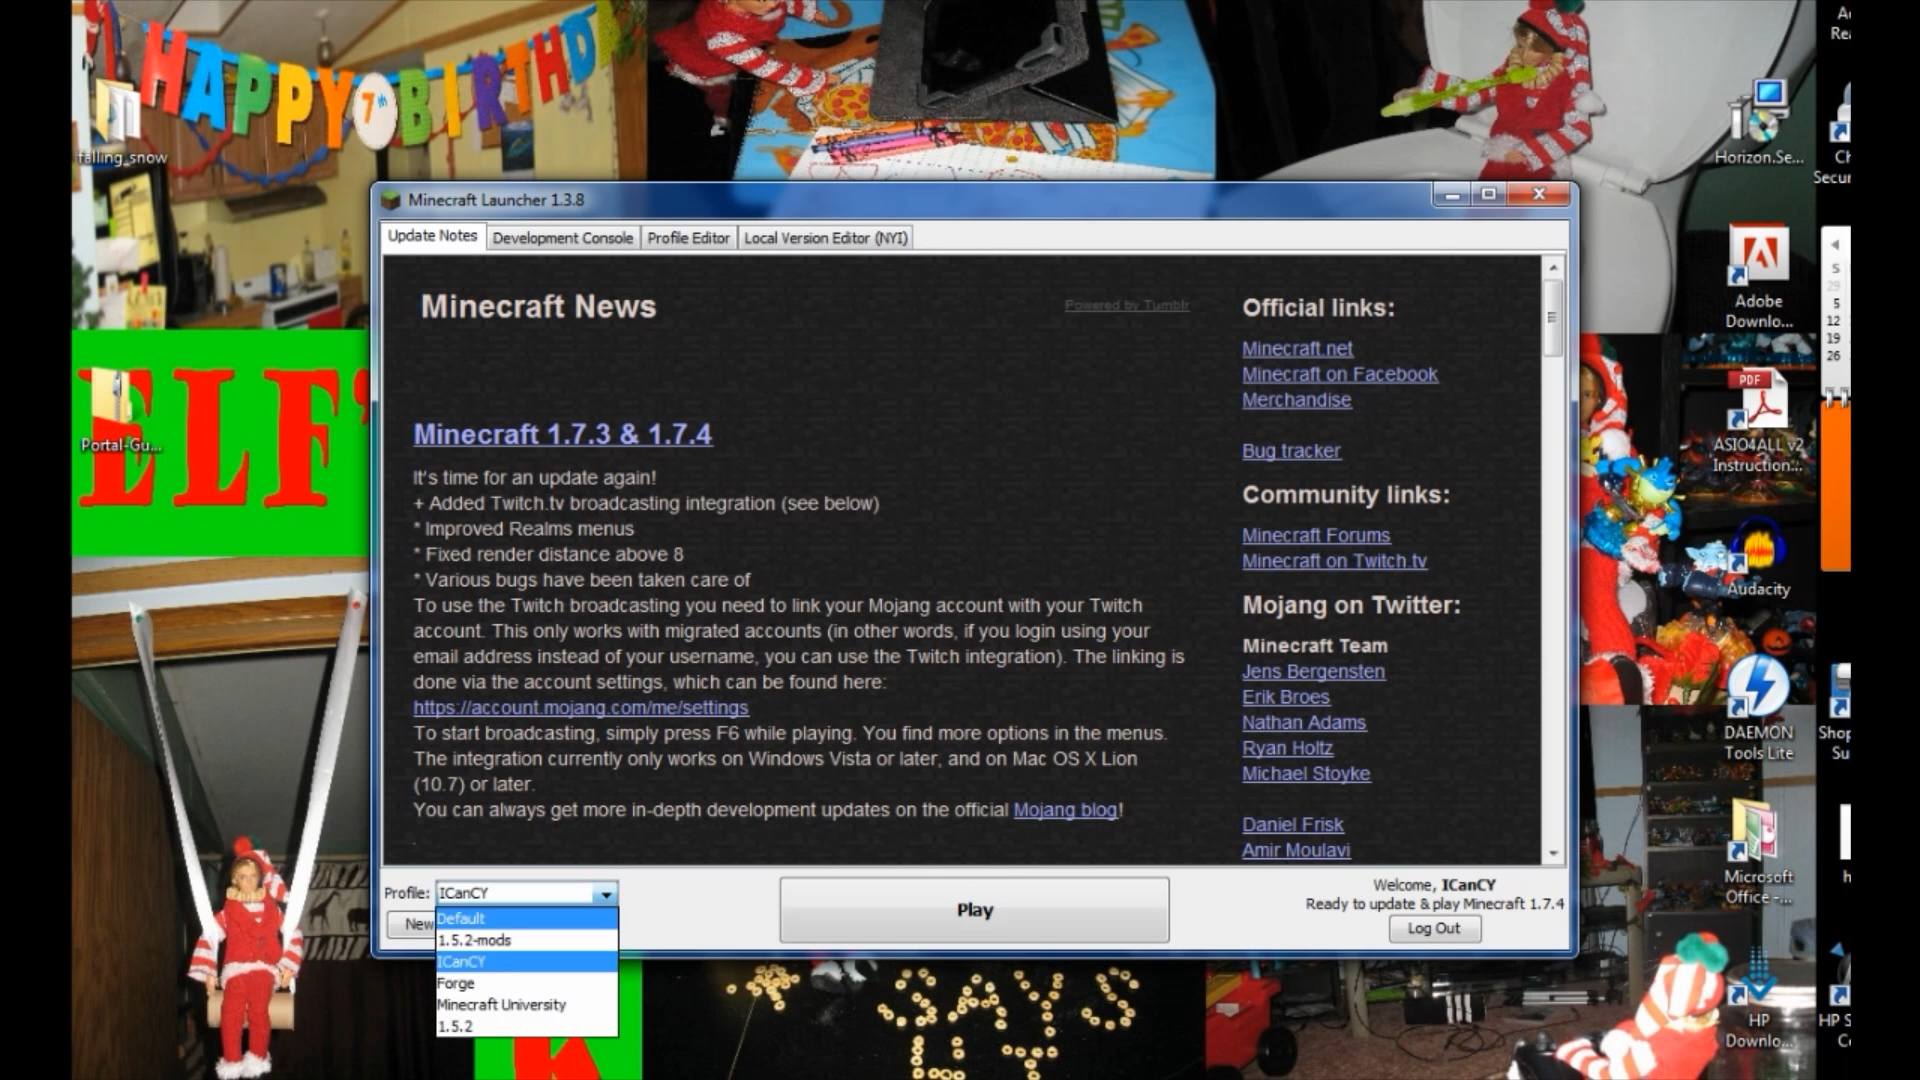 HAPPY 7th BIRTHDA
falling_snow
ELF'
Portal-Gu...
Minecraft Launcher 1.3.8
Update Notes
Development Console
Profile Editor
Local Version Editor (NYI)
Minecraft News
Powered by Tumblr
Minecraft 1.7.3 & 1.7.4
It's time for an update again!
+ Added Twitch.tv broadcasting integration (see below)
* Improved Realms menus
* Fixed render distance above 8
* Various bugs have been taken care of
To use the Twitch broadcasting you need to link your Mojang account with your Twitch
account. This only works with migrated accounts (in other words, if you login using your
email address instead of your username, you can use the Twitch integration). The linking is
done via the account settings, which can be found here:
https://account.mojang.com/me/settings
To start broadcasting, simply press F6 while playing. You find more options in the menus.
The integration currently only works on Windows Vista or later, and on Mac OS X Lion
(10.7) or later.
You can always get more in-depth development updates on the official Mojang blog!
Official links:
Minecraft.net
Minecraft on Facebook
Merchandise
Bug tracker
Community links:
Minecraft Forums
Minecraft on Twitch.tv
Mojang on Twitter:
Minecraft Team
Jens Bergensten
Erik Broes
Nathan Adams
Ryan Holtz
Michael Stoyke
Daniel Frisk
Amir Moulavi
Profile: ICanCY
New
Default
1.5.2-mods
ICanCY
Forge
Minecraft University
1.5.2
Play
Welcome, ICanCY
Ready to update & play Minecraft 1.7.4
Log Out
SAYS
Horizon.Se...
Adobe
Downlo...
PDF
ASIO4ALL v2
Instruction...
Audacity
DAEMON
Tools Lite
Microsoft
Office -...
HP
Downlo...
Rea
Secur
S
29
5
12
19
26
Shop
Su
HP S